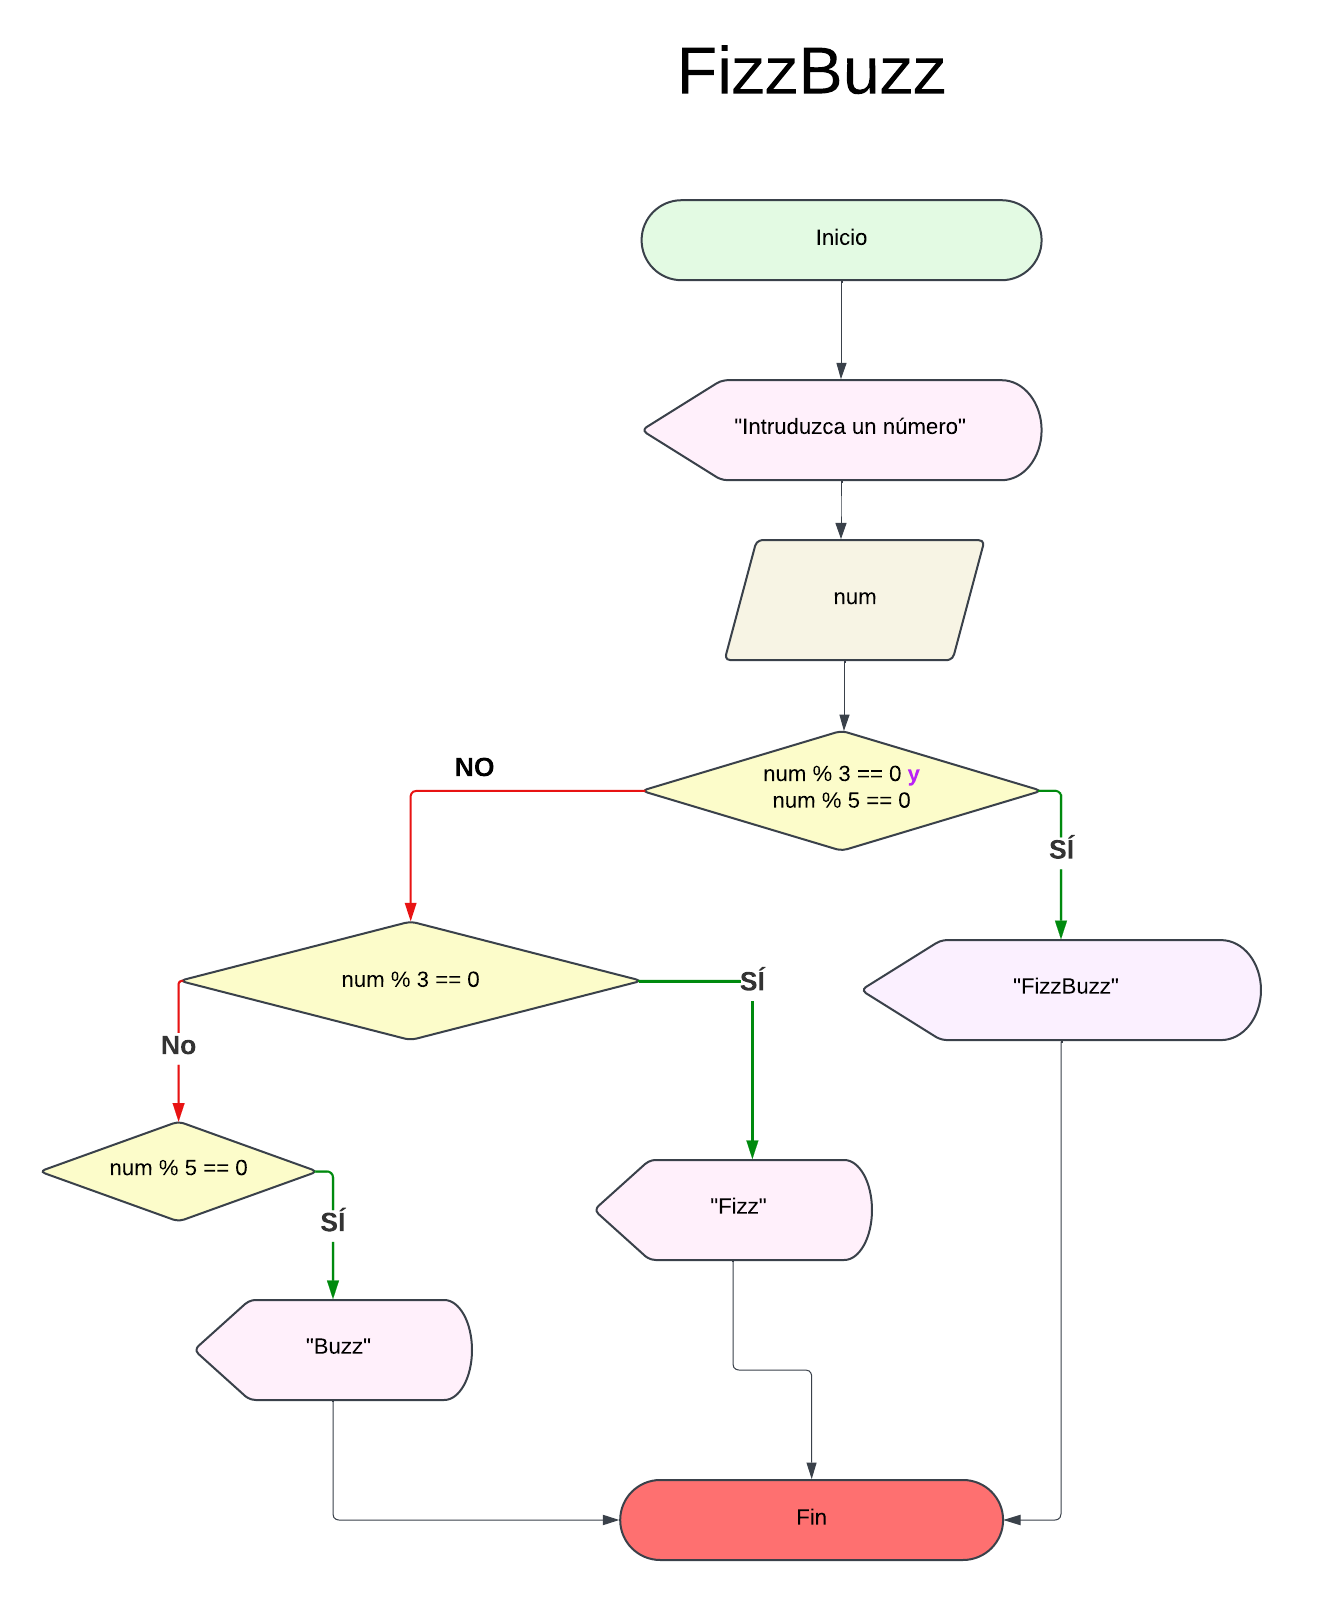 FizzBuzz
Inicio
"Intruduzca un número"
num
num % 3 == 0 y
num % 5 == 0
NO
SÍ
num % 3 == 0
SÍ
"FizzBuzz"
No
num % 5 == 0
SÍ
"Fizz"
"Buzz"
Fin